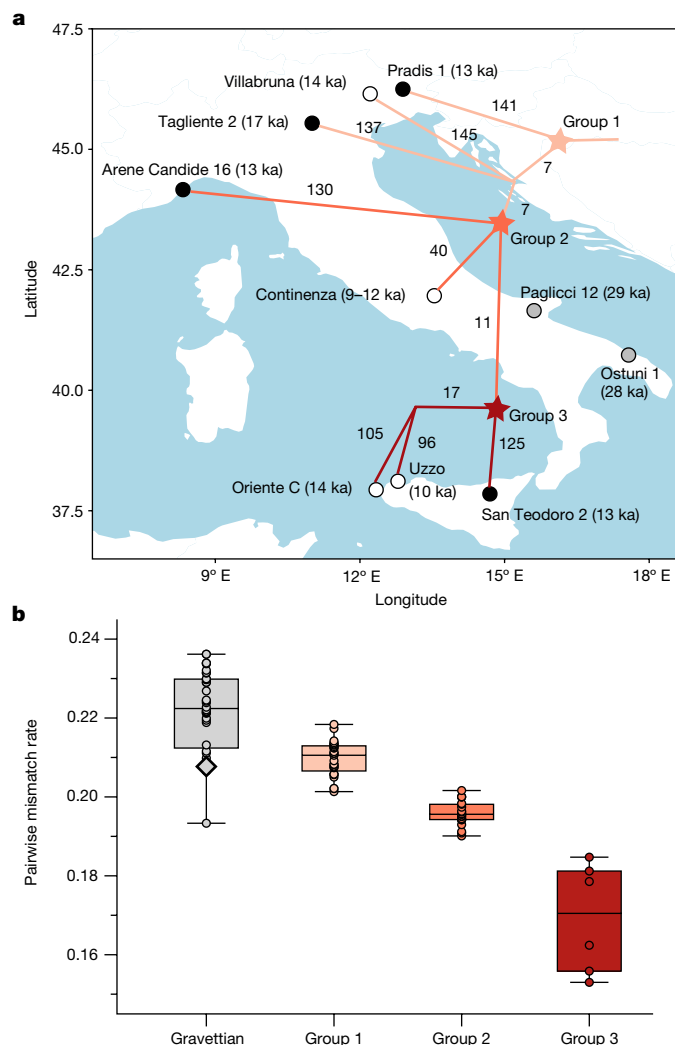 a
47.5
45.0
42.5
40.0
37.5
Latitude
9º E
12º E
15º E
18º E
Longitude
Villabruna (14 ka)
Pradis 1 (13 ka)
Tagliente 2 (17 ka)
Arene Candide 16 (13 ka)
141
Group 1
137
145
7
130
7
Group 2
40
Continenza (9–12 ka)
Paglicci 12 (29 ka)
11
Ostuni 1
(28 ka)
17
Group 3
105
96
125
Oriente C (14 ka)
Uzzo
(10 ka)
San Teodoro 2 (13 ka)
b
0.24
0.22
0.20
0.18
0.16
Pairwise mismatch rate
Gravettian
Group 1
Group 2
Group 3